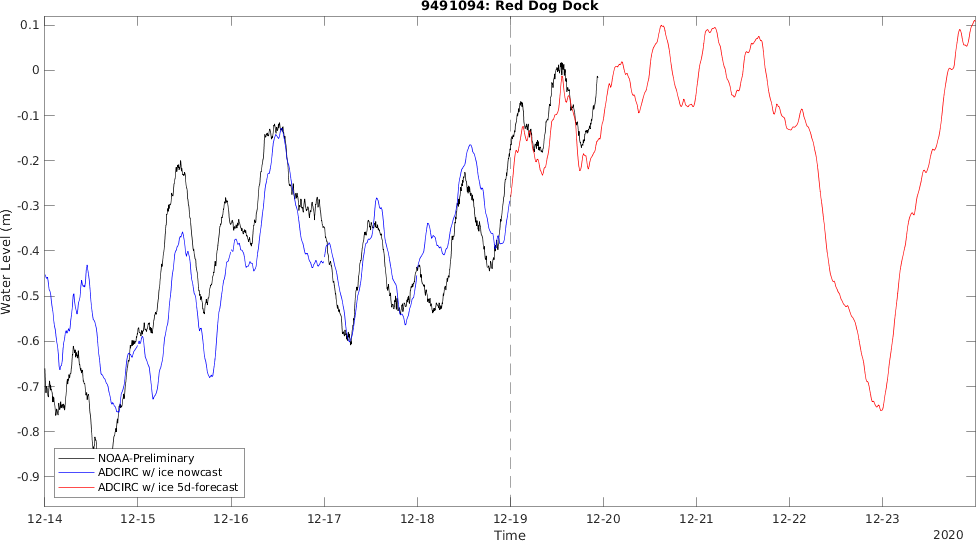 9491094: Red Dog Dock
0.1
0
-0.1
-0.2
-0.3
-0.4
-0.5
-0.6
-0.7
-0.8
-0.9
Water Level (m)
NOAA-Preliminary
ADCIRC w/ ice nowcast
ADCIRC w/ ice 5d-forecast
12-14 12-15 12-16 12-17 12-18 12-19 12-20 12-21 12-22 12-23
Time
2020